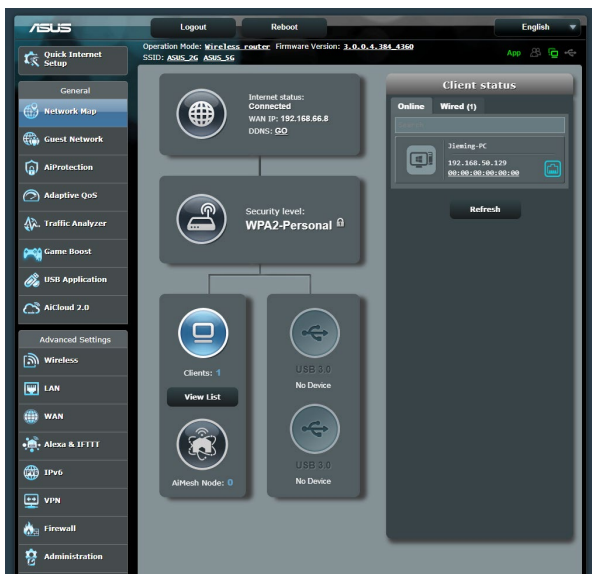 ASUS
Logout
Reboot
English
Quick Internet
Setup
Operation Mode: Wireless router Firmware Version: 3.0.0.4.384_4360
SSID: ASUS_2G ASUS_5G
App
General
Network Map
Guest Network
AiProtection
Adaptive QoS
Traffic Analyzer
Game Boost
USB Application
AiCloud 2.0
Advanced Settings
Wireless
LAN
WAN
Alexa & IFTTT
IPv6
VPN
Firewall
Administration
Internet status:
Connected
WAN IP: 192.168.66.8
DDNS: GO
Security level:
WPA2-Personal
Clients: 1
View List
AiMesh Node: 0
USB 3.0
No Device
USB 3.0
No Device
Client status
Online Wired (1)
Jieming-PC
192.168.50.129
00:00:00:00:00:00
Refresh